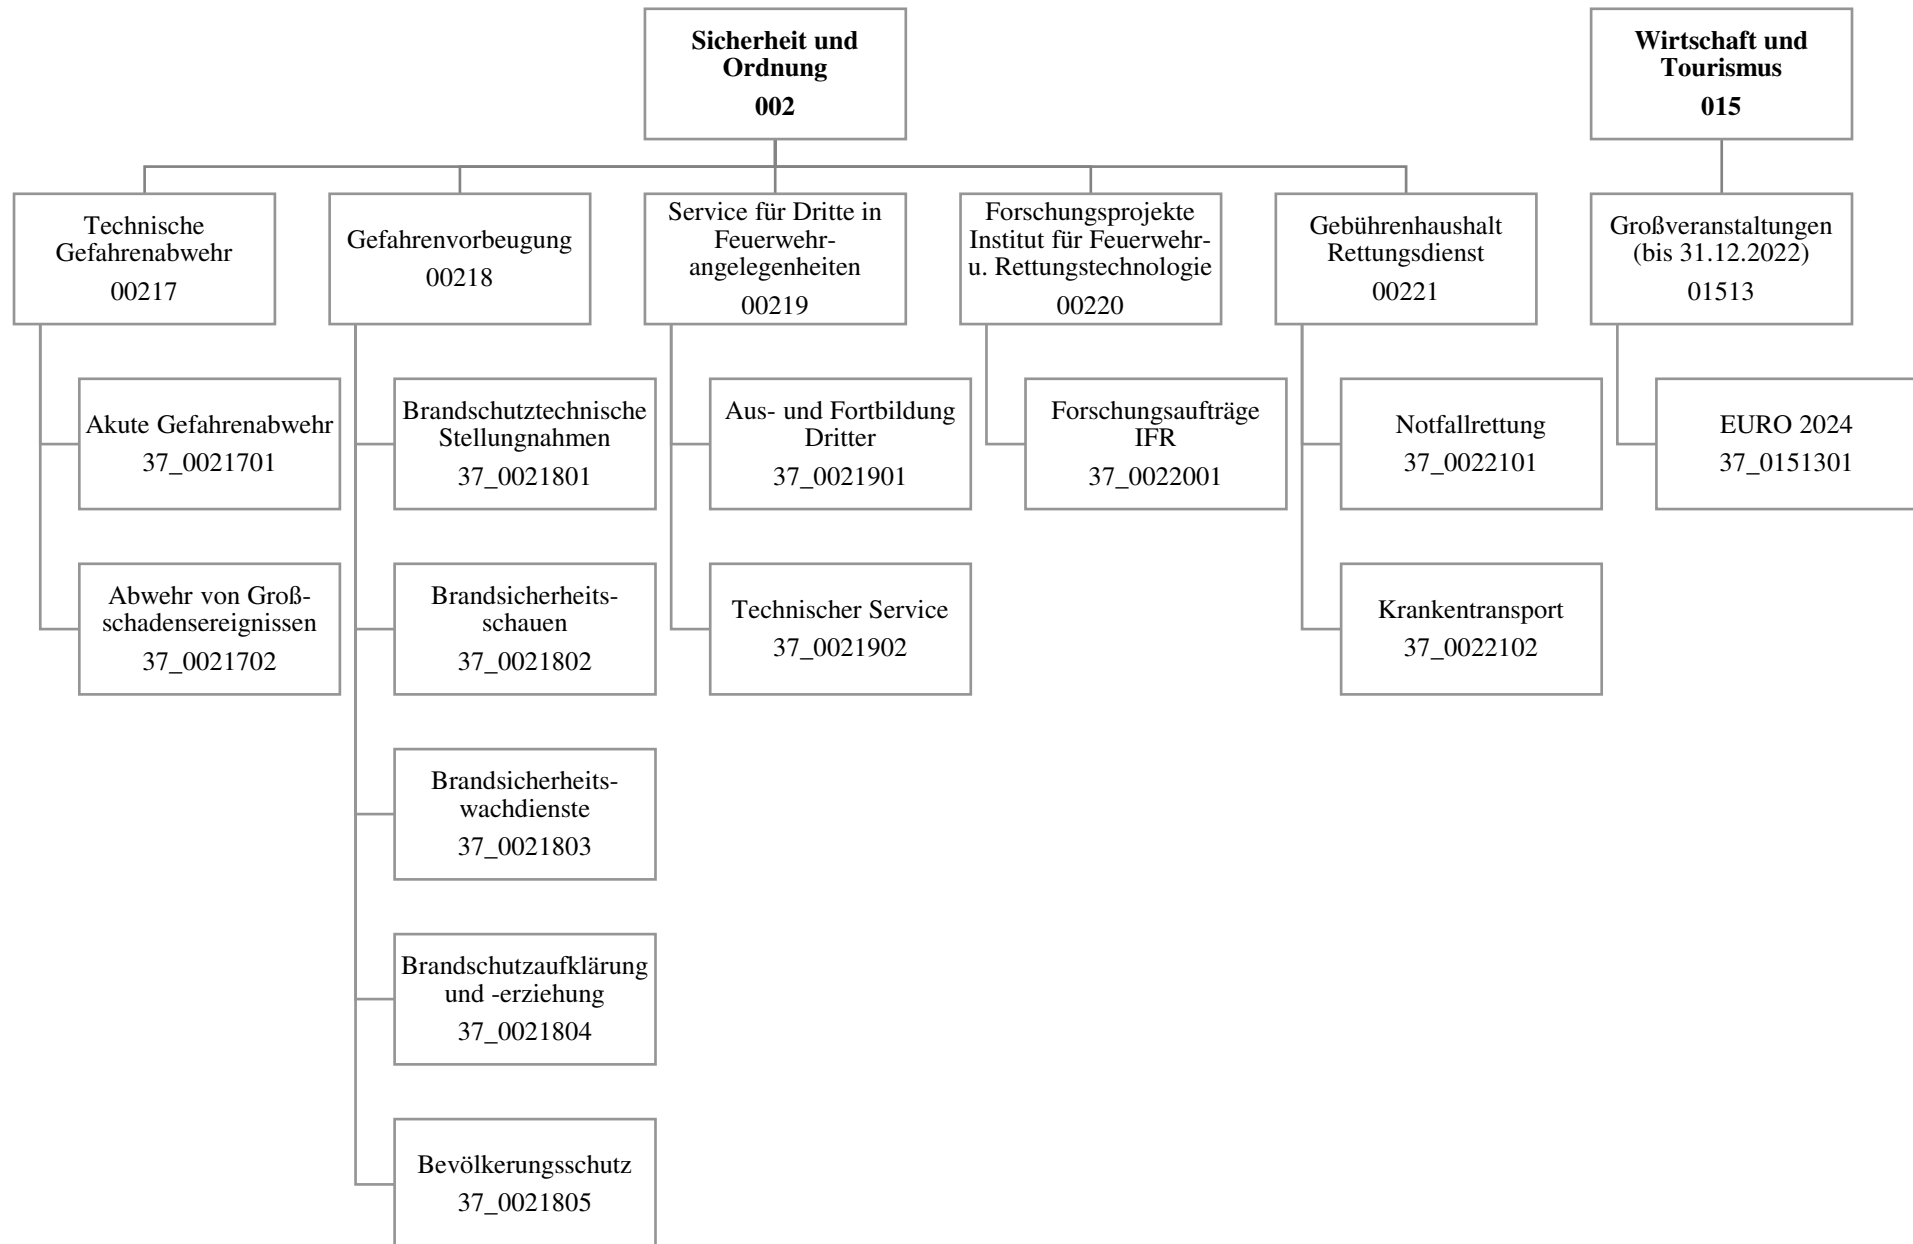 Sicherheit und
Ordnung
002
Wirtschaft und
Tourismus
015
Technische
Gefahrenabwehr
00217
Gefahrenvorbeugung
00218
Service für Dritte in
Feuerwehr-
angelegenheiten
00219
Forschungsprojekte
Institut für Feuerwehr-
u. Rettungstechnologie
00220
Gebührenhaushalt
Rettungsdienst
00221
Großveranstaltungen
(bis 31.12.2022)
01513
Akute Gefahrenabwehr
37_0021701
Brandschutztechnische
Stellungnahmen
37_0021801
Aus- und Fortbildung
Dritter
37_0021901
Forschungsaufträge
IFR
37_0022001
Notfallrettung
37_0022101
EURO 2024
37_0151301
Abwehr von Groß-
schadensereignissen
37_0021702
Brandsicherheits-
schauen
37_0021802
Technischer Service
37_0021902
Krankentransport
37_0022102
Brandsicherheits-
wachdienste
37_0021803
Brandschutzaufklärung
und -erziehung
37_0021804
Bevölkerungsschutz
37_0021805